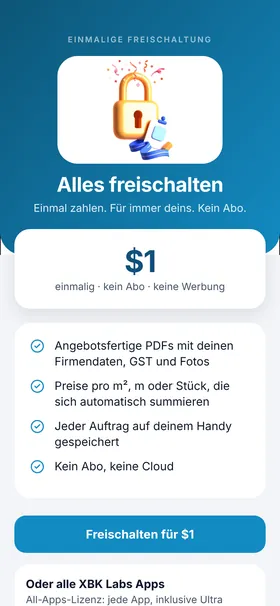 EINMALIGE FREISCHALTUNG
Alles freischalten
Einmal zahlen. Für immer deins. Kein Abo.
$1
einmalig · kein Abo · keine Werbung
Angebotsfertige PDFs mit deinen
Firmendaten, GST und Fotos
Preise pro m², m oder Stück, die
sich automatisch summieren
Jeder Auftrag auf deinem Handy
gespeichert
Kein Abo, keine Cloud
Freischalten für $1
Oder alle XBK Labs Apps
All-Apps-Lizenz: jede App, inklusive Ultra